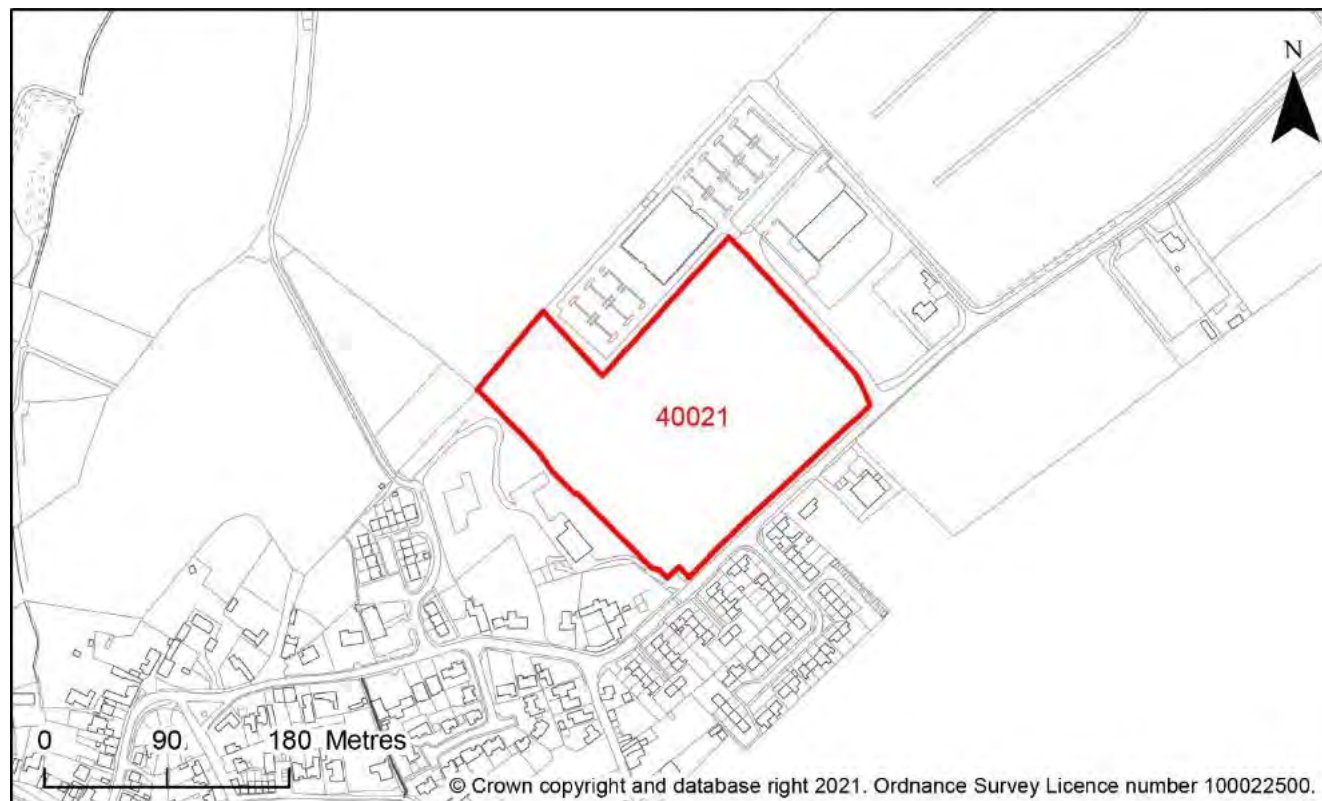 N
40021
0 90 180 Metres
© Crown copyright and database right 2021. Ordnance Survey Licence number 100022500.